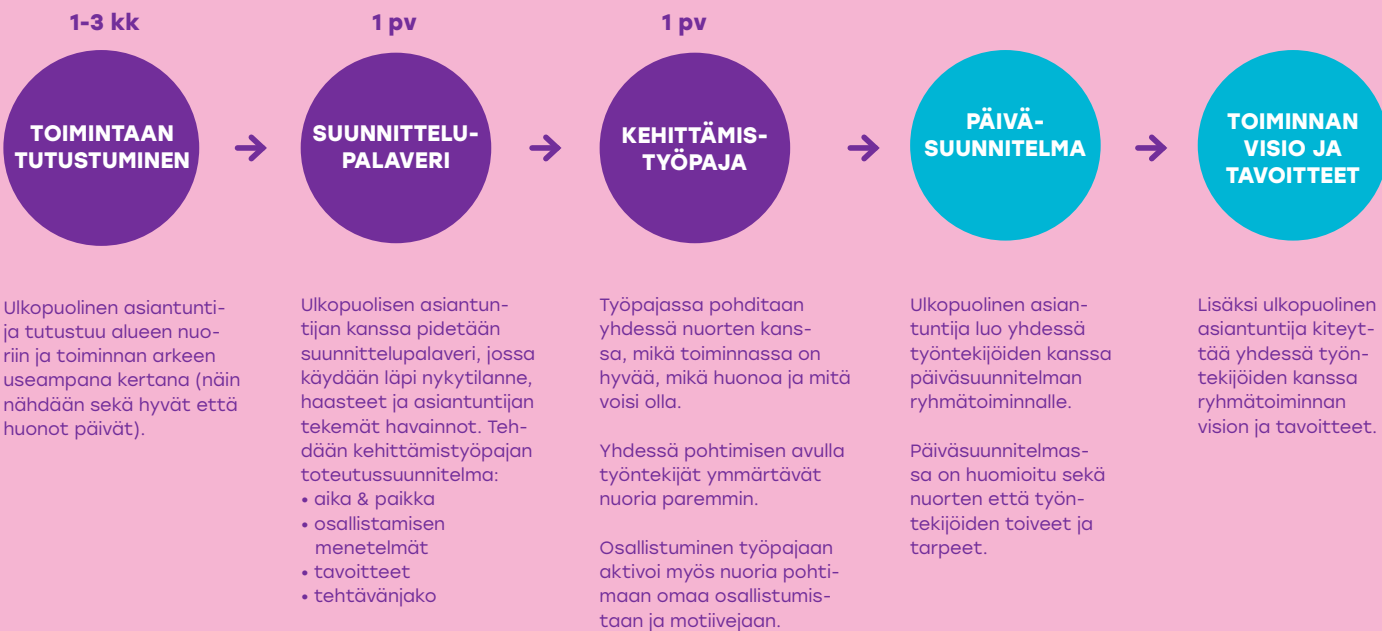 1-3 kk
TOIMINTAAN
TUTUSTUMINEN
Ulkopuolinen asiantunti-
ja tutustuu alueen nuo-
riin ja toiminnan arkeen
useampana kertana (näin
nähdään sekä hyvät että
huonot päivät).
1 pv
SUUNNITTELU-
PALAVERI
Ulkopuolisen asiantun-
tijan kanssa pidetään
suunnittelupalaveri, jossa
käydään läpi nykytilanne,
haasteet ja asiantuntijan
tekemät havainnot. Teh-
dään kehittämistyöpajan
toteutussuunnitelma:
• aika & paikka
• osallistamisen
menetelmät
• tavoitteet
• tehtävänjako
1 pv
KEHITTÄMIS-
TYÖPAJA
Työpajassa pohditaan
yhdessä nuorten kans-
sa, mikä toiminnassa on
hyvää, mikä huonoa ja mitä
voisi olla.
Yhdessä pohtimisen avulla
työntekijät ymmärtävät
nuoria paremmin.
Osallistuminen työpajaan
aktivoi myös nuoria pohti-
maan omaa osallistumis-
taan ja motiivejaan.
PÄIVÄ-
SUUNNITELMA
Ulkopuolinen asian-
tuntija luo yhdessä
työntekijöiden kanssa
päiväsuunnitelman
ryhmätoiminnalle.
Päiväsuunnitelmas-
sa on huomioitu sekä
nuorten että työn-
tekijöiden toiveet ja
tarpeet.
TOIMINNAN
VISIO JA
TAVOITTEET
Lisäksi ulkopuolinen
asiantuntija kiteyt-
tää yhdessä työn-
tekijöiden kanssa
ryhmätoiminnan
vision ja tavoitteet.